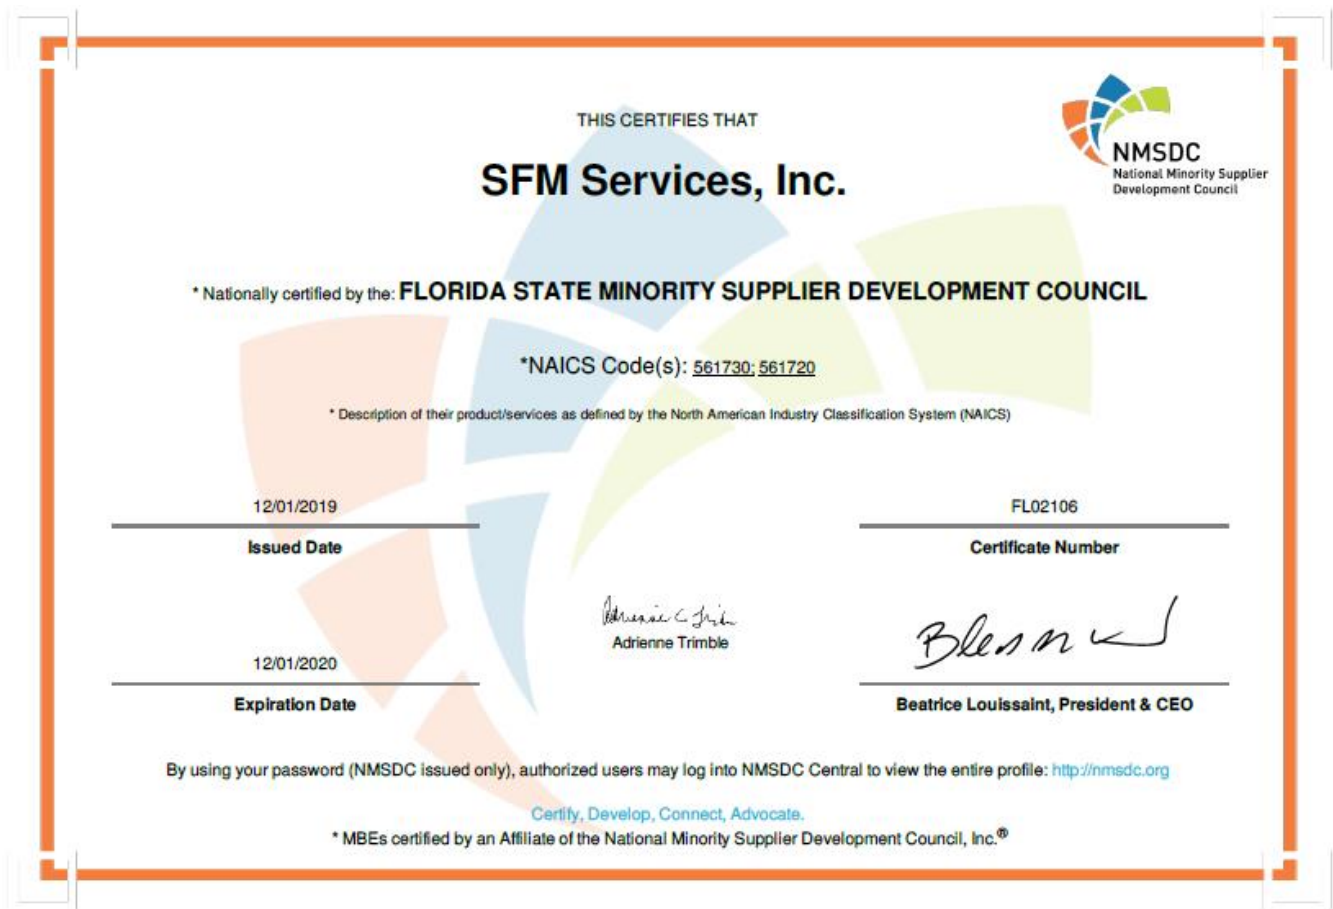 THIS CERTIFIES THAT
NMSDC
National Minority Supplier
Development Council
SFM Services, Inc.
* Nationally certified by the: FLORIDA STATE MINORITY SUPPLIER DEVELOPMENT COUNCIL
*NAICS Code(s): 561730; 561720
* Description of their product/services as defined by the North American Industry Classification System (NAICS)
12/01/2019
Issued Date
FL02106
Certificate Number
Adrienne Trimble
12/01/2020
Expiration Date
Beatrice Louissaint, President & CEO
By using your password (NMSDC issued only), authorized users may log into NMSDC Central to view the entire profile: http://nmsdc.org
Certify, Develop, Connect, Advocate.
* MBEs certified by an Affiliate of the National Minority Supplier Development Council, Inc.®